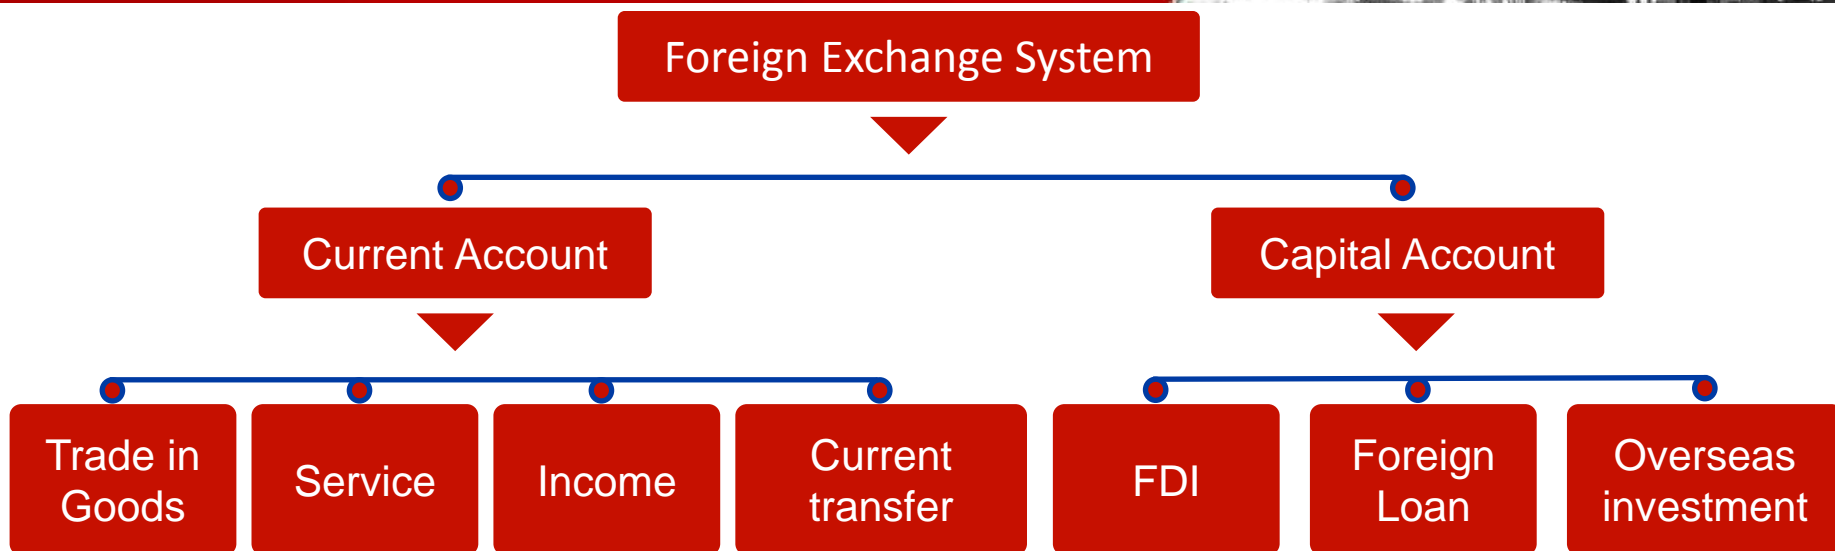 Foreign Exchange System
Current Account
Capital Account
Trade in
Goods
Service
Income
Current
transfer
FDI
Foreign
Loan
Overseas
investment